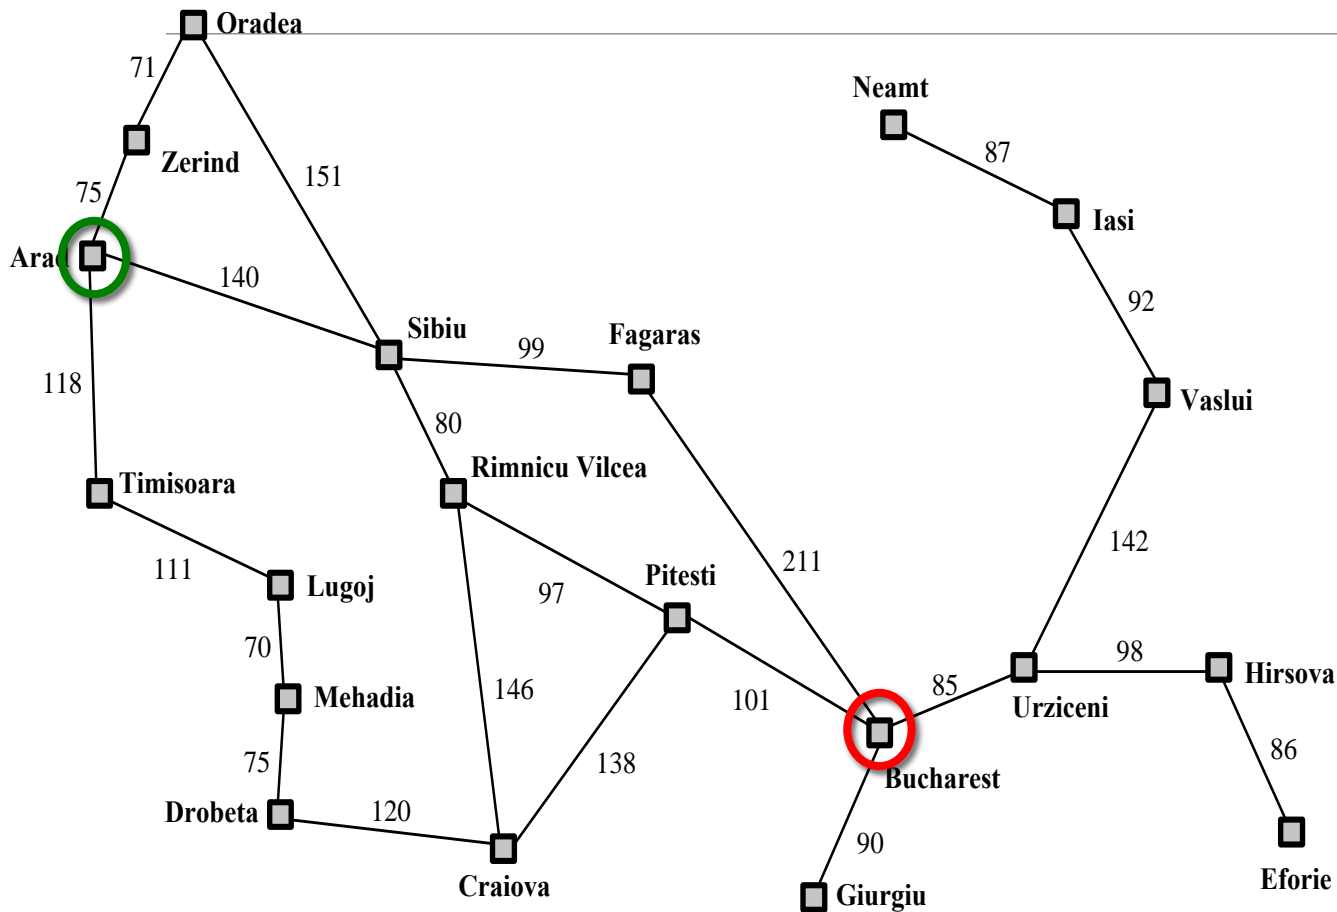 Oradea
71
Neamt
87
Zerind
151
75
Iasi
Arad
140
92
Sibiu
Fagaras
99
118
Vaslui
80
Rimnicu Vilcea
Timisoara
142
211
111
Pitesti
Lugoj
97
70
98
Hirsova
85
Mehadia
146
101
Urziceni
75
138
86
Bucharest
Drobeta
120
90
Craiova
Giurgiu
Eforie